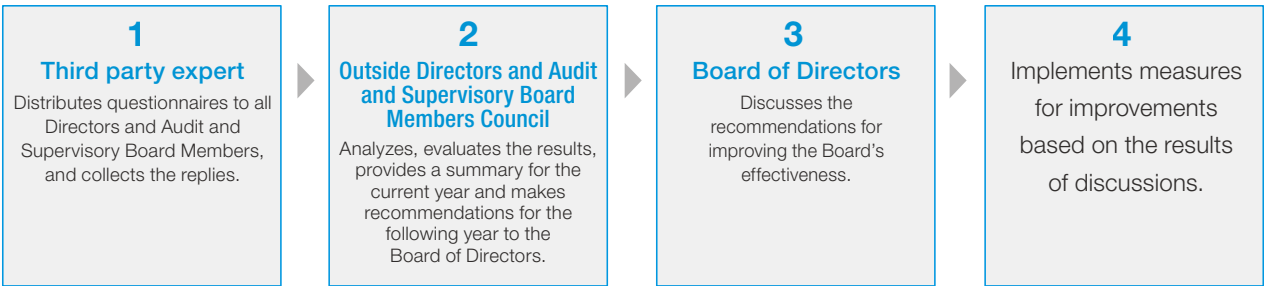 1
Third party expert
Distributes questionnaires to all
Directors and Audit and
Supervisory Board Members,
and collects the replies.
2
Outside Directors and Audit
and Supervisory Board
Members Council
Analyzes, evaluates the results,
provides a summary for the
current year and makes
recommendations for the
following year to the
Board of Directors.
3
Board of Directors
Discusses the
recommendations for
improving the Board's
effectiveness.
4
Implements measures
for improvements
based on the results
of discussions.